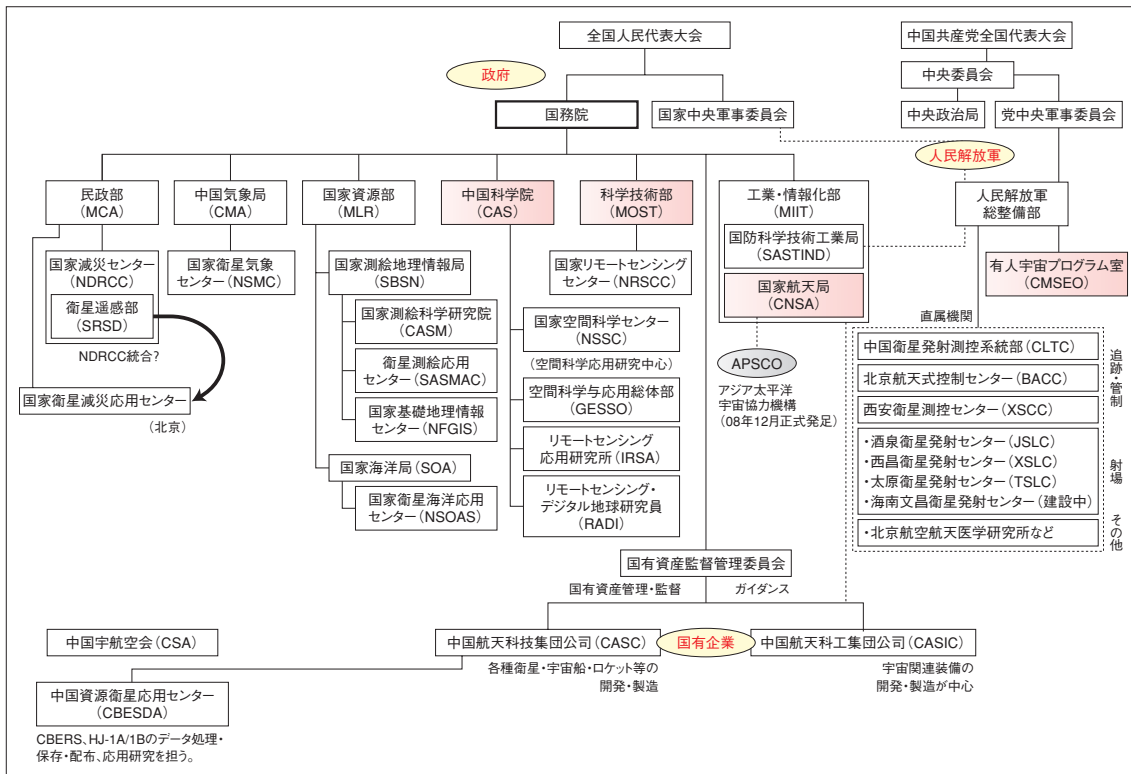 全国人民代表大会
中国共産党全国代表大会
政府
中央委員会
国務院
国家中央軍事委員会
中央政治局
党中央軍事委員会
人民解放軍
民政部
(MCA)
中国気象局
(CMA)
国家資源部
(MLR)
中国科学院
(CAS)
科学技術部
(MOST)
工業・情報化部
(MIIT)
人民解放軍
総整備部
国防科学技術工業局
(SASTIND)
国家減災センター
(NDRCC)
国家衛星気象
センター(NSMC)
国家測絵地理情報局
(SBSN)
国家リモートセンシング
センター(NRSCC)
国家航天局
(CNSA)
有人宇宙プログラム室
(CMSEO)
衛星遥感部
(SRSD)
国家測絵科学研究院
(CASM)
国家空間科学センター
(NSSC)
(空間科学応用研究中心)
直属機関
NDRCC統合?
衛星測絵応用
センター(SASMAC)
APSCO
中国衛星発射測控系統部(CLTC)
追跡・管制
北京航天式控制センター(BACC)
国家衛星減災応用センター
(北京)
国家基礎地理情報
センター(NFGIS)
空間科学与応用総体部
(GESSO)
アジア太平洋
宇宙協力機構
(08年12月正式発足)
西安衛星測控センター(XSCC)
リモートセンシング
応用研究所(IRSA)
・酒泉衛星発射センター(JSLC)
・西昌衛星発射センター(XSLC)
・太原衛星発射センター(TSLC)
・海南文昌衛星発射センター(建設中)
射場
国家海洋局(SOA)
国家衛星海洋応用
センター(NSOAS)
リモートセンシング・
デジタル地球研究員
(RADI)
・北京航空航天医学研究所など
その他
国有資産監督管理委員会
国有資産管理・監督
ガイダンス
中国宇航空会(CSA)
中国航天科技集団公司(CASC)
国有企業
中国航天科工集団公司(CASIC)
各種衛星・宇宙船・ロケット等の
開発・製造
宇宙関連装備の
開発・製造が中心
中国資源衛星応用センター
(CBESDA)
CBERS、HJ-1A/1Bのデータ処理・
保存・配布、応用研究を担う。